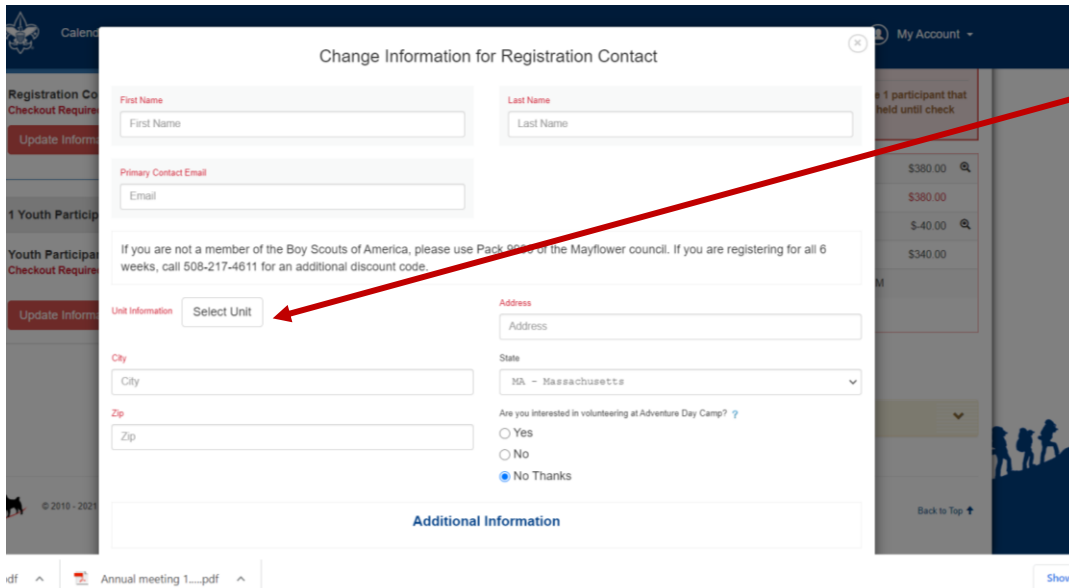 Calend
My Account
Change Information for Registration Contact
Registration Co
Checkout Require
Update Informa
1 Youth Particip
Youth Participan
Checkout Require
Update Informa
First Name
First Name
Last Name
Last Name
Primary Contact Email
Email
If you are not a member of the Boy Scouts of America, please use Pack of the Mayflower council. If you are registering for all 6
weeks, call 508-217-4611 for an additional discount code.
Unit Information Select Unit
Address
Address
City
City
State
MA - Massachusetts
Zip
Zip
Are you interested in volunteering at Adventure Day Camp? ?
Yes
No
No Thanks
Additional Information
e 1 participant that
held until check
$380.00
$380.00
$-40.00
$340.00
M
© 2010 - 2021
Back to Top
pdf
Annual meeting 1.....pdf
Show